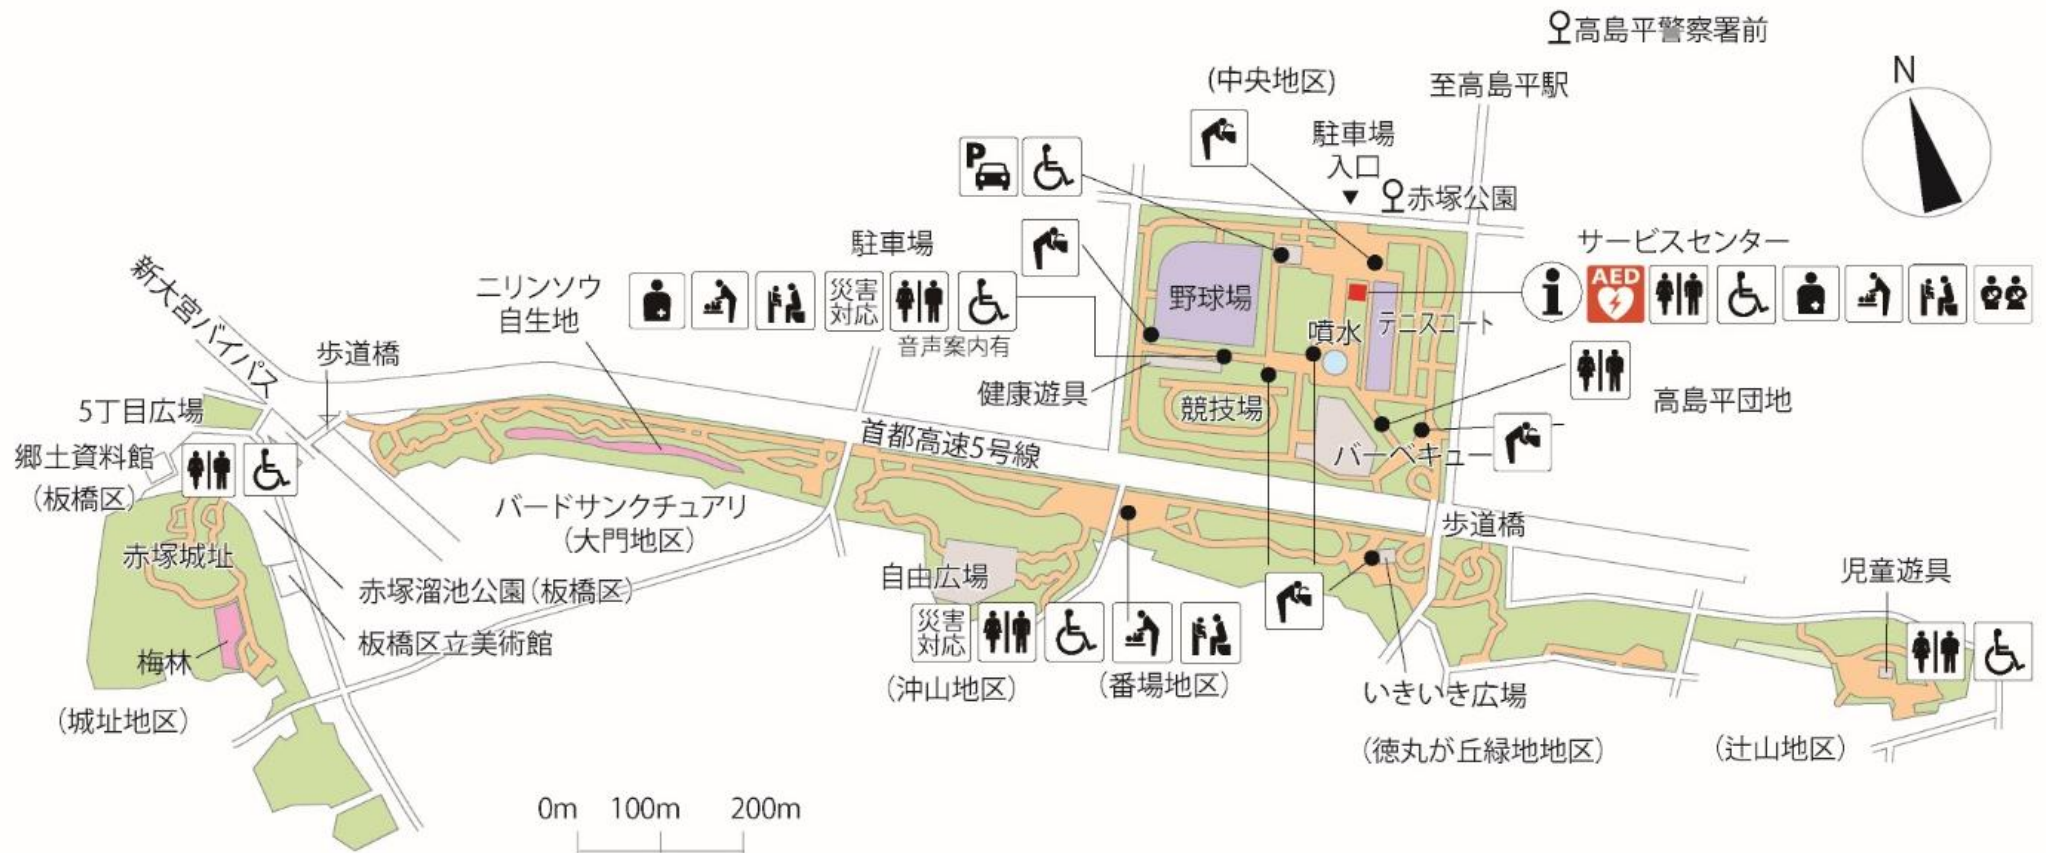 高島平警察署前
N
(中央地区)
至高島平駅
駐車場
入口
赤塚公園
P
駐車場
サービスセンター
AED
i
新大宮バイパス
ニリンソウ
自生地
災害
対応
音声案内有
野球場
噴水
テニスコート
歩道橋
健康遊具
競技場
高島平団地
5丁目広場
首都高速5号線
バーベキュー
郷土資料館
(板橋区)
バードサンクチュアリ
(大門地区)
歩道橋
赤塚城址
自由広場
児童遊具
赤塚溜池公園(板橋区)
災害
対応
板橋区立美術館
梅林
(沖山地区)
(番場地区)
いきいき広場
(城址地区)
(徳丸が丘緑地地区)
(辻山地区)
0m 100m 200m